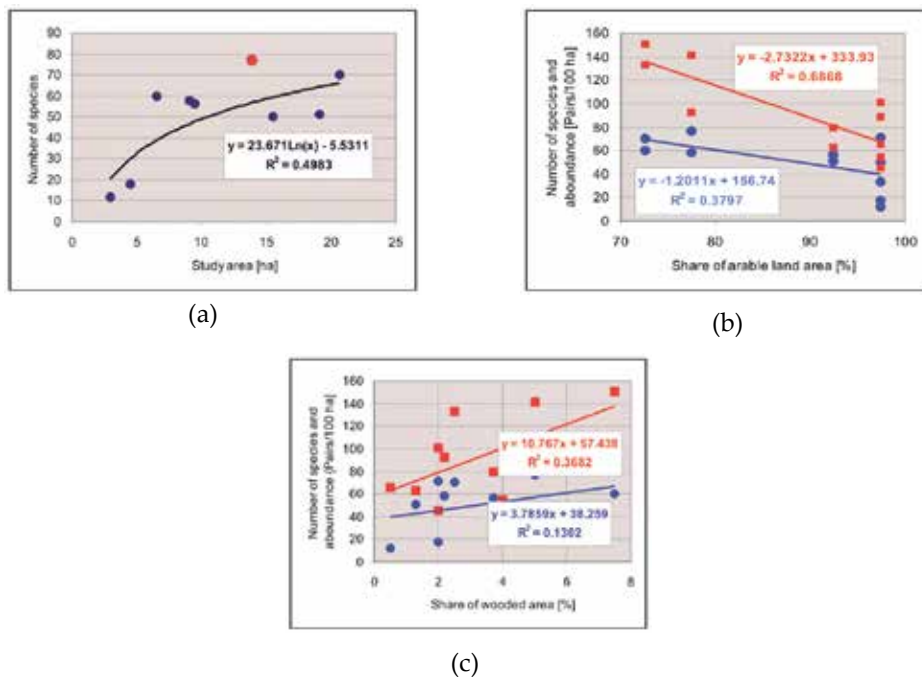 90
80
70
60
50
40
30
20
10
0
Number of species
y = 23.671Ln(x) - 5.5311
R² = 0.4983
0 5 10 15 20 25
Study area [ha]
(a)
160
140
120
100
80
60
40
20
0
Number of species and
aboundance [Pairs/100 ha]
y = -2.7322x + 333.93
R² = 0.6868
y = -1.2011x + 156.74
R² = 0.3797
70 80 90 100
Share of arable land area [%]
(b)
160
140
120
100
80
60
40
20
0
Number of species and
aboundance (Pairs/100 ha]
y = 10.767x + 57.438
R² = 0.3682
y = 3.7859x + 38.259
R² = 0.1362
0 2 4 6 8
Share of wooded area [%]
(c)